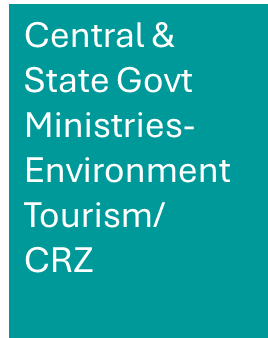 Central &
State Govt
Ministries-
Environment
Tourism/
CRZ